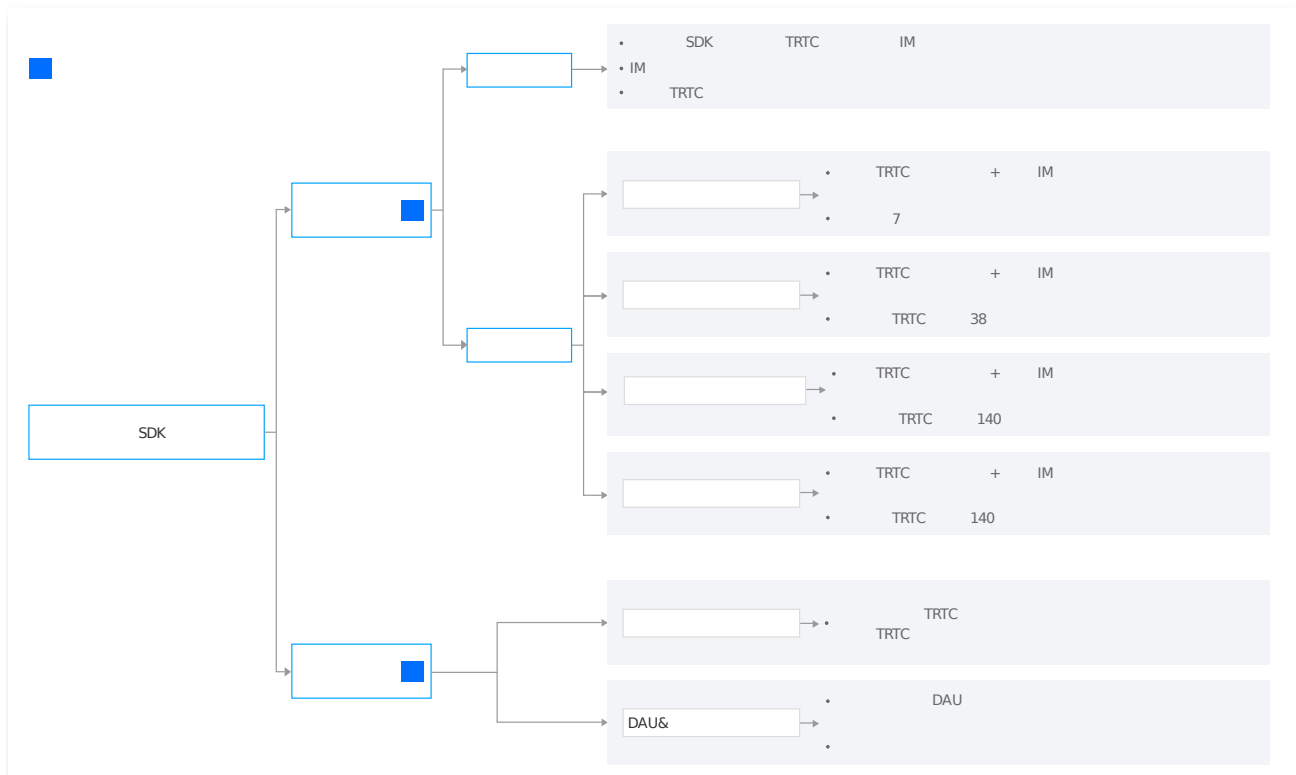 • SDK TRTC IM
• IM
• TRTC
• TRTC + IM
• 7
• TRTC + IM
• TRTC 38
• TRTC + IM
• TRTC 140
• TRTC + IM
• TRTC 140
SDK
• TRTC
TRTC
DAU&
• DAU
•